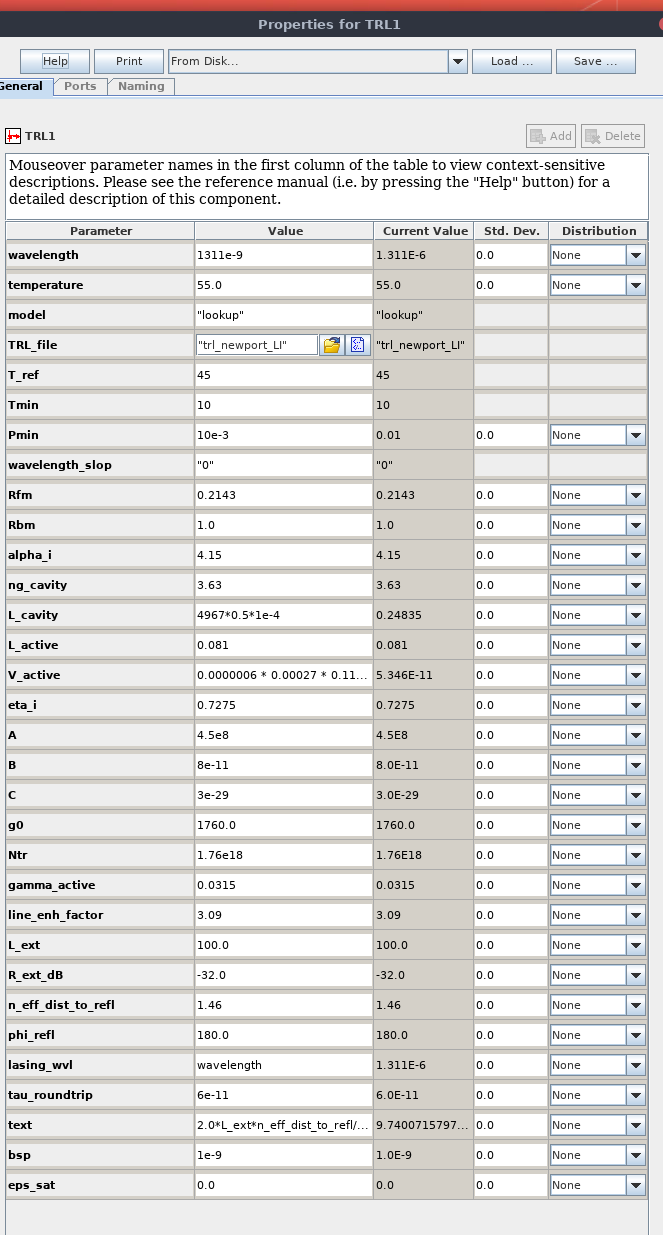 Properties for TRL1
Help Print From Disk... Load ... Save ...
General Ports Naming
TRL1 Add Delete
Mouseover parameter names in the first column of the table to view context-sensitive
descriptions. Please see the reference manual (i.e. by pressing the "Help" button) for a
detailed description of this component.
Parameter Value Current Value Std. Dev. Distribution
wavelength 1311e-9 1.311E-6 0.0 None
temperature 55.0 55.0 0.0 None
model "lookup" "lookup"
TRL_file "trl_newport_LI" "trl_newport_LI"
T_ref 45 45
Tmin 10 10
Pmin 10e-3 0.01 0.0 None
wavelength_slop "0" "0"
Rfm 0.2143 0.2143 0.0 None
Rbm 1.0 1.0 0.0 None
alpha_i 4.15 4.15 0.0 None
ng_cavity 3.63 3.63 0.0 None
L_cavity 4967*0.5*1e-4 0.24835 0.0 None
L_active 0.081 0.081 0.0 None
V_active 0.0000006 * 0.00027 * 0.11... 5.346E-11 0.0 None
eta_i 0.7275 0.7275 0.0 None
A 4.5e8 4.5E8 0.0 None
B 8e-11 8.0E-11 0.0 None
C 3e-29 3.0E-29 0.0 None
g0 1760.0 1760.0 0.0 None
Ntr 1.76e18 1.76E18 0.0 None
gamma_active 0.0315 0.0315 0.0 None
line_enh_factor 3.09 3.09 0.0 None
L_ext 100.0 100.0 0.0 None
R_ext_dB -32.0 -32.0 0.0 None
n_eff_dist_to_refl 1.46 1.46 0.0 None
phi_refl 180.0 180.0 0.0 None
lasing_wvl wavelength 1.311E-6 0.0 None
tau_roundtrip 6e-11 6.0E-11 0.0 None
text 2.0*L_ext*n_eff_dist_to_refl/... 9.7400715797... 0.0 None
bsp 1e-9 1.0E-9 0.0 None
eps_sat 0.0 0.0 0.0 None